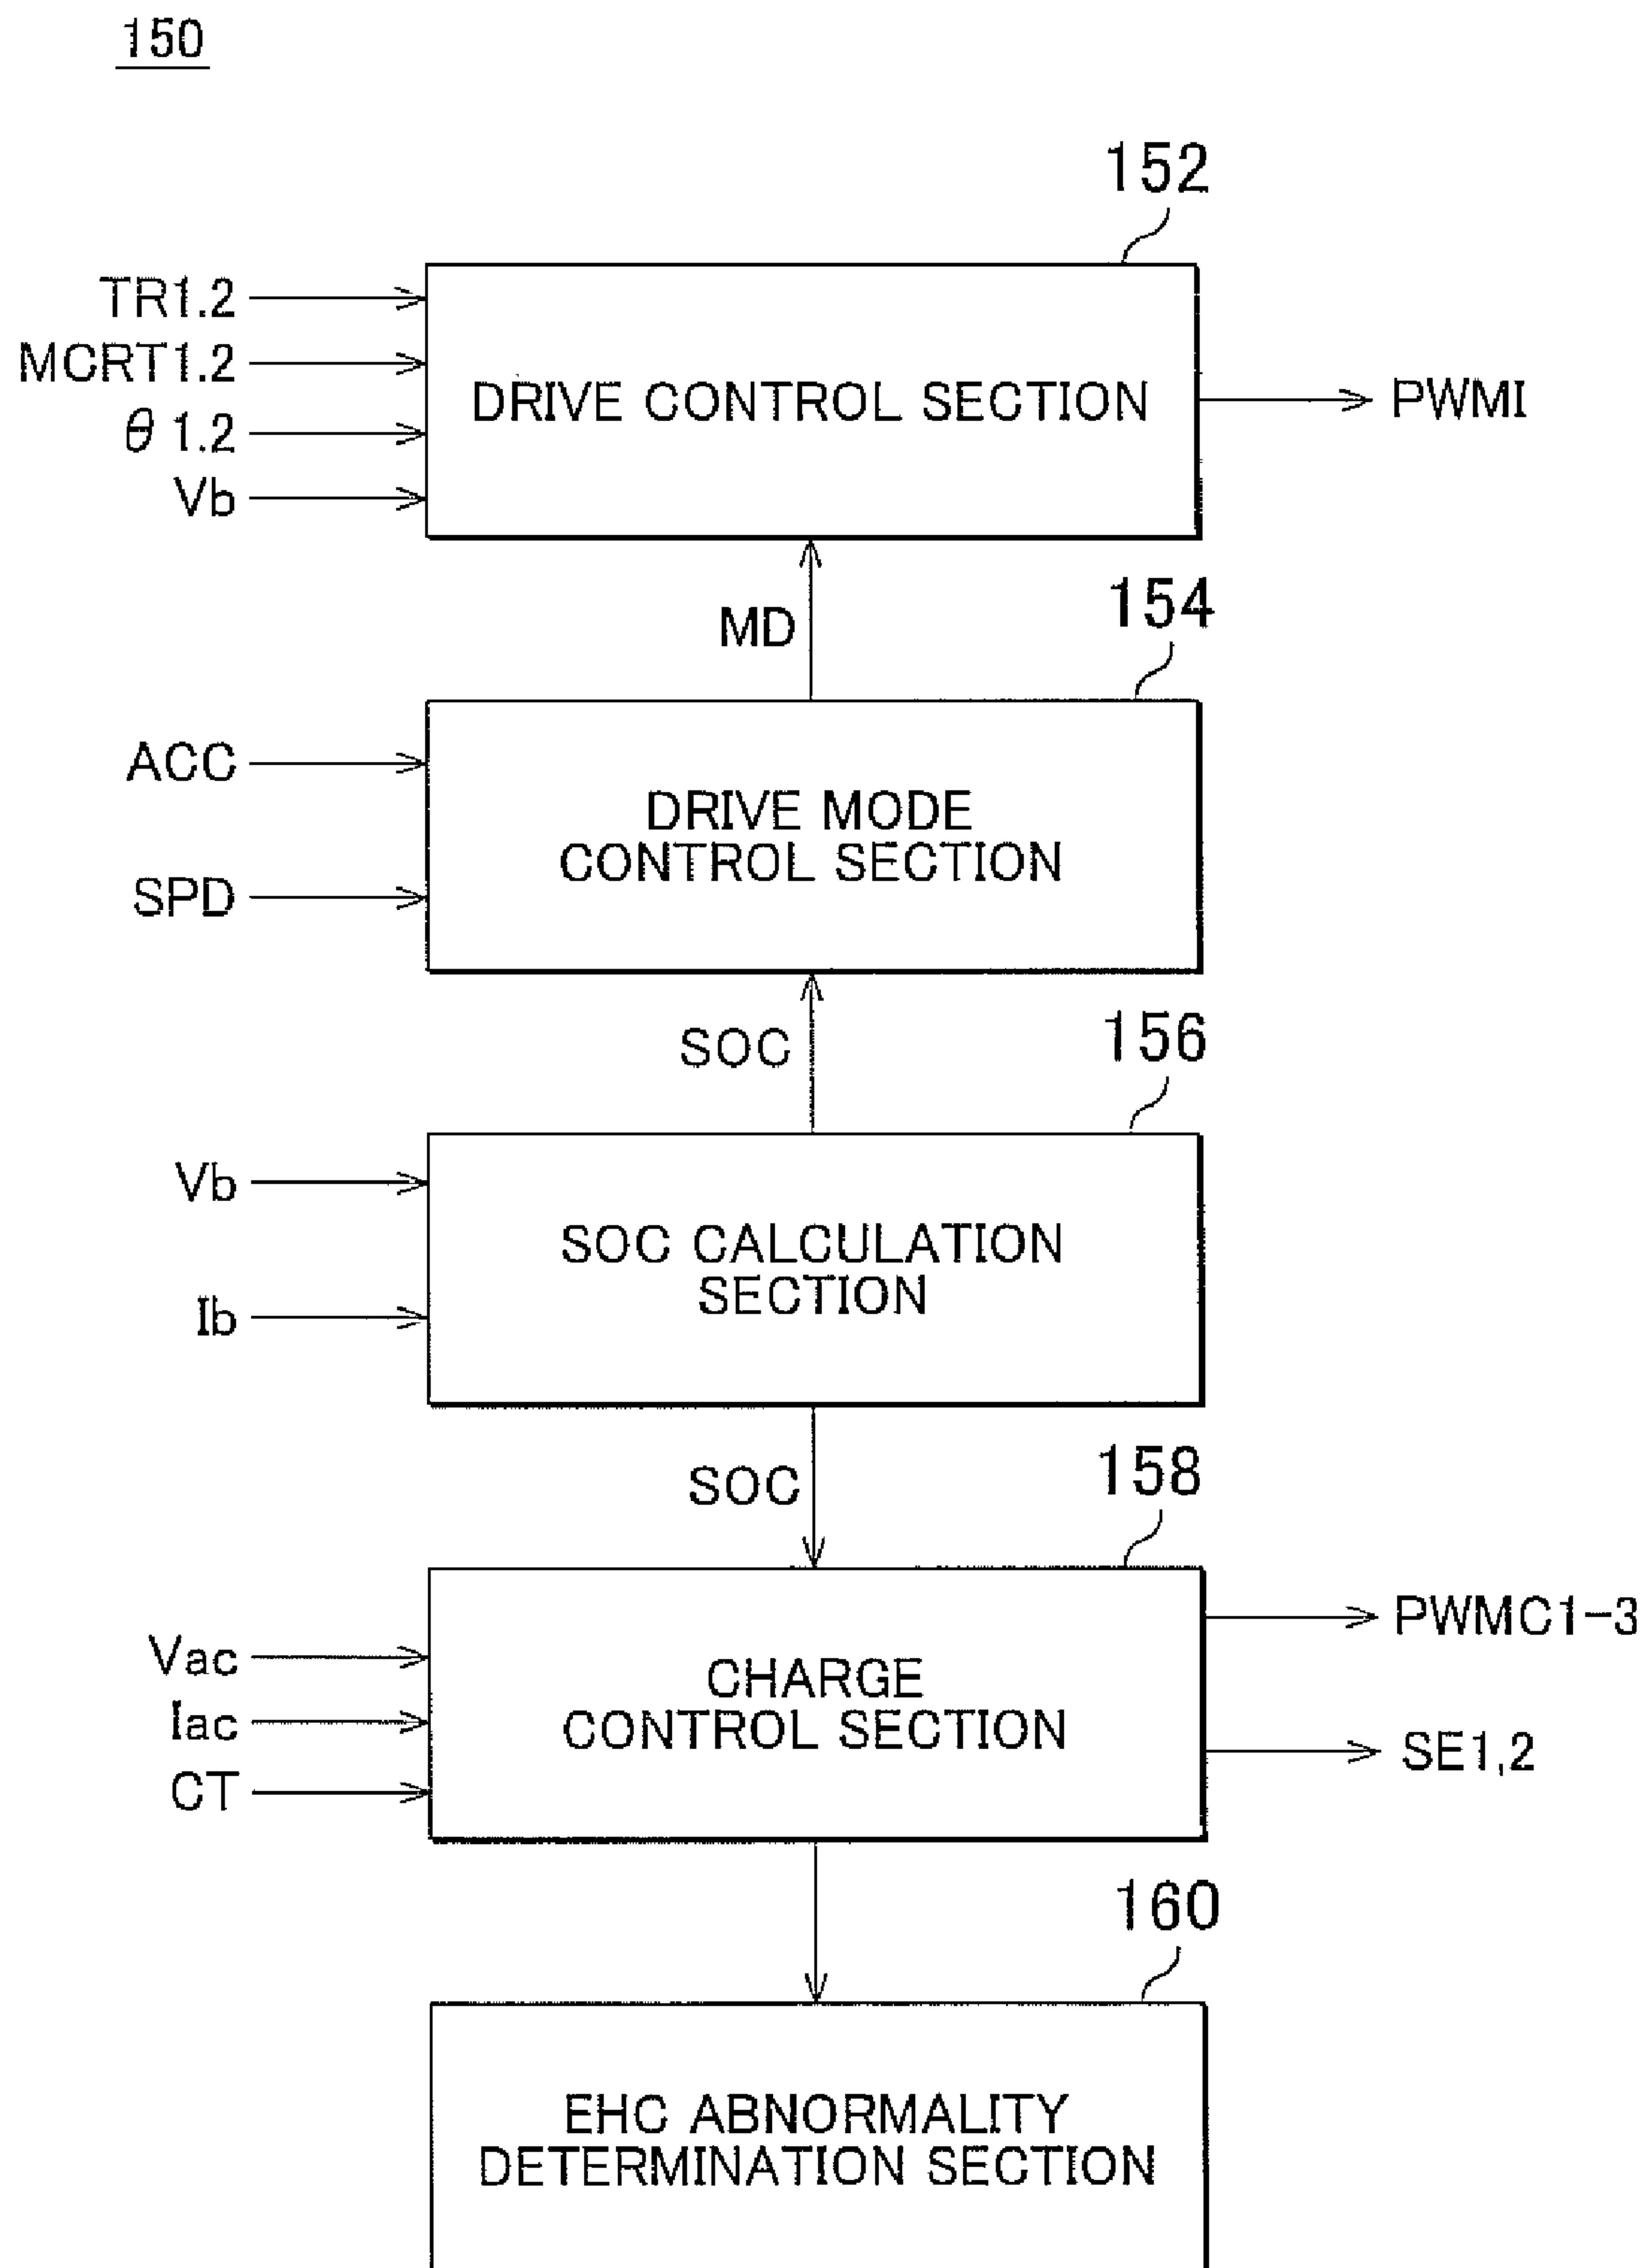 150
152
TR1.2
MCRT1.2
θ 1.2
Vb
DRIVE CONTROL SECTION
PWMI
MD
154
ACC
SPD
DRIVE MODE
CONTROL SECTION
SOC
156
Vb
Ib
SOC CALCULATION
SECTION
SOC
158
Vac
Iac
CT
CHARGE
CONTROL SECTION
PWMC1-3
SE1,2
160
EHC ABNORMALITY
DETERMINATION SECTION